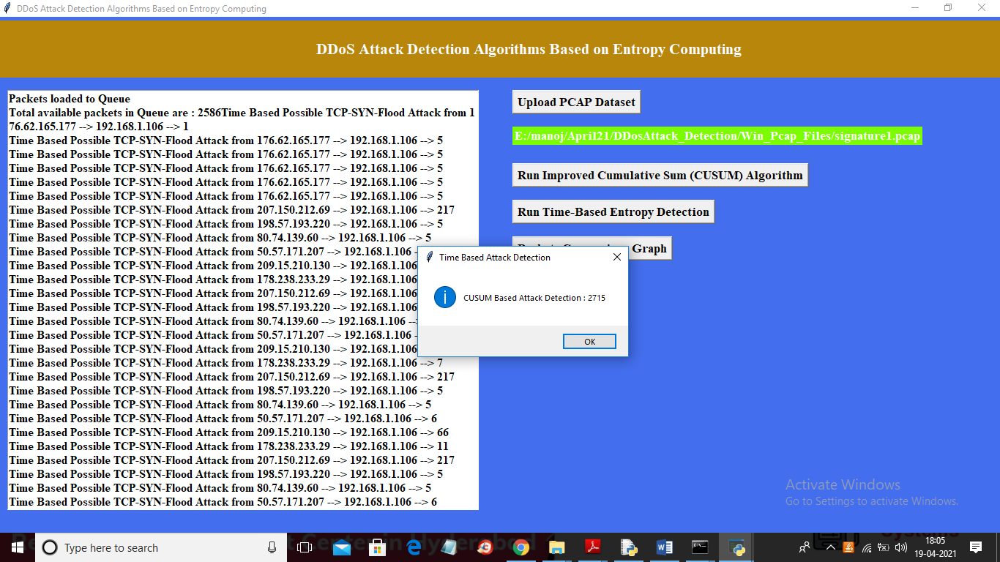 DDoS Attack Detection Algorithms Based on Entropy Computing
DDoS Attack Detection Algorithms Based on Entropy Computing
Packets loaded to Queue
Total available packets in Queue are : 2586Time Based Possible TCP-SYN-Flood Attack from 1
76.62.165.177 --> 192.168.1.106 --> 1
Time Based Possible TCP-SYN-Flood Attack from 176.62.165.177 --> 192.168.1.106 --> 5
Time Based Possible TCP-SYN-Flood Attack from 176.62.165.177 --> 192.168.1.106 --> 5
Time Based Possible TCP-SYN-Flood Attack from 176.62.165.177 --> 192.168.1.106 --> 5
Time Based Possible TCP-SYN-Flood Attack from 176.62.165.177 --> 192.168.1.106 --> 5
Time Based Possible TCP-SYN-Flood Attack from 176.62.165.177 --> 192.168.1.106 --> 5
Time Based Possible TCP-SYN-Flood Attack from 207.150.212.69 --> 192.168.1.106 --> 217
Time Based Possible TCP-SYN-Flood Attack from 198.57.193.220 --> 192.168.1.106 --> 5
Time Based Possible TCP-SYN-Flood Attack from 80.74.139.60 --> 192.168.1.106 --> 5
Time Based Possible TCP-SYN-Flood Attack from 50.57.171.207 --> 192.168.1.106 -
Time Based Possible TCP-SYN-Flood Attack from 209.15.210.130 --> 192.168.1.106
Time Based Possible TCP-SYN-Flood Attack from 178.238.233.29 --> 192.168.1.106
Time Based Possible TCP-SYN-Flood Attack from 207.150.212.69 --> 192.168.1.106
Time Based Possible TCP-SYN-Flood Attack from 198.57.193.220 --> 192.168.1.106
Time Based Possible TCP-SYN-Flood Attack from 80.74.139.60 --> 192.168.1.106 --
Time Based Possible TCP-SYN-Flood Attack from 50.57.171.207 --> 192.168.1.106 -
Time Based Possible TCP-SYN-Flood Attack from 209.15.210.130 --> 192.168.1.106
Time Based Possible TCP-SYN-Flood Attack from 178.238.233.29 --> 192.168.1.106 --> 7
Time Based Possible TCP-SYN-Flood Attack from 207.150.212.69 --> 192.168.1.106 --> 217
Time Based Possible TCP-SYN-Flood Attack from 198.57.193.220 --> 192.168.1.106 --> 5
Time Based Possible TCP-SYN-Flood Attack from 80.74.139.60 --> 192.168.1.106 --> 5
Time Based Possible TCP-SYN-Flood Attack from 50.57.171.207 --> 192.168.1.106 --> 6
Time Based Possible TCP-SYN-Flood Attack from 209.15.210.130 --> 192.168.1.106 --> 66
Time Based Possible TCP-SYN-Flood Attack from 178.238.233.29 --> 192.168.1.106 --> 11
Time Based Possible TCP-SYN-Flood Attack from 207.150.212.69 --> 192.168.1.106 --> 217
Time Based Possible TCP-SYN-Flood Attack from 198.57.193.220 --> 192.168.1.106 --> 5
Time Based Possible TCP-SYN-Flood Attack from 80.74.139.60 --> 192.168.1.106 --> 5
Time Based Possible TCP-SYN-Flood Attack from 50.57.171.207 --> 192.168.1.106 --> 6
Upload PCAP Dataset
E:/manoj/April21/DDosAttack_Detection/Win_Pcap_Files/signature1.pcap
Run Improved Cumulative Sum (CUSUM) Algorithm
Run Time-Based Entropy Detection
Graph
Time Based Attack Detection
CUSUM Based Attack Detection : 2715
OK
Activate Windows
Go to Settings to activate Windows.
Type here to search
18:05
19-04-2021